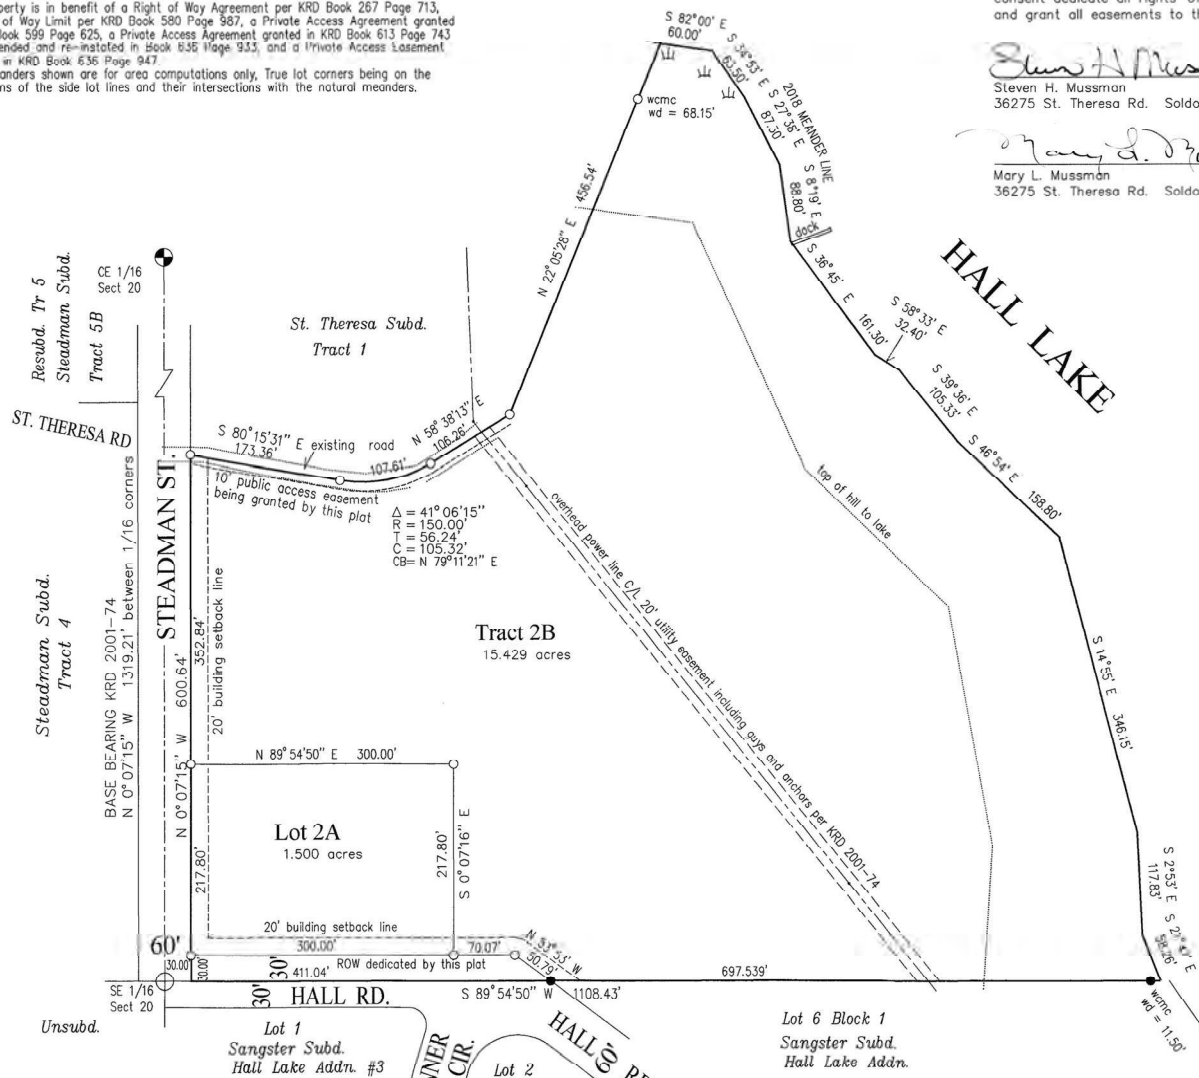 perty is in benefit of a Right of Way Agreement per KRD Book 267 Page 713,
of Way Limit per KRD Book 580 Page 987, a Private Access Agreement granted
Book 599 Page 625, a Private Access Agreement granted in KRD Book 613 Page 743
ended and re-instated in Book 636 Page 933, and a Private Access Easement
in KRD Book 636 Page 947
anders shown are for area computations only, True lot corners being on the
ns of the side lot lines and their intersections with the natural meanders.
and grant all easements to th
Steven H. Mussman
36275 St. Theresa Rd. Soldo
Mary L. Mussman
36275 St. Theresa Rd. Soldo
S 82°00' E
60.00'
S 34°53' E
63.50'
S 27°36' E
87.30'
2018 MEANDER LINE
S 8°19' E
88.80'
dock
wcmc
wd = 68.15'
N 22°05'28" E 456.54'
HALL LAKE
S 36°45' E 161.30'
S 58°33' E
32.40'
S 39°36' E
105.33'
S 46°54' E 158.80'
S 14°55' E 346.15'
S 2°53' E
117.83'
58.26'
wcmc
wd = 11.50'
CE 1/16
Sect 20
Resubd. Tr 5
Steadman Subd.
Tract 5B
St. Theresa Subd.
Tract 1
ST. THERESA RD
S 80°15'31" E existing road
173.36'
107.61'
N 58°38'13" E
106.26'
10' public access easement
being granted by this plat
Δ = 41°06'15"
R = 150.00'
T = 56.24'
C = 105.32'
CB= N 79°11'21" E
top of hill to lake
overhead power line C/L 20' utility easement including guys and anchors per KRD 2001-74
STEADMAN ST.
Steadman Subd.
Tract 4
BASE BEARING KRD 2001-74
N 0°07'15" W 1319.21' between 1/16 corners
N 0°07'15" W 600.64'
352.84'
20' building setback line
Tract 2B
15.429 acres
N 89°54'50" E 300.00'
Lot 2A
1.500 acres
217.80'
217.80'
S 0°07'16" E
20' building setback line
60'
300.00'
70.07'
N 53°53' W
50.79'
30.00'
30.00'
30'
ROW dedicated by this plat
411.04'
697.539'
SE 1/16
Sect 20
30'
HALL RD.
S 89°54'50" W 1108.43'
Unsubd.
Lot 1
Sangster Subd.
Hall Lake Addn. #3
NNER
CIR.
Lot 2
HALL RD
60'
Lot 6 Block 1
Sangster Subd.
Hall Lake Addn.